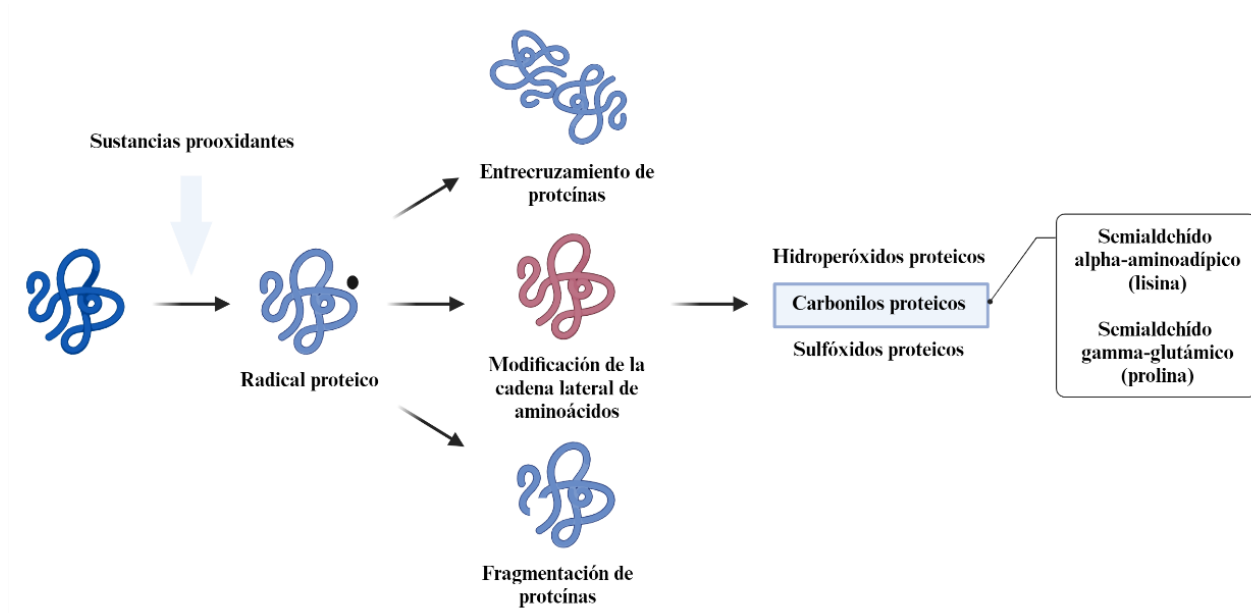 Sustancias prooxidantes
Radical proteico
Entrecruzamiento de
proteínas
Modificación de la
cadena lateral de
aminoácidos
Fragmentación de
proteínas
Hidroperóxidos proteicos
Carbonilos proteicos
Sulfóxidos proteicos
Semialdehído
alpha-aminoadípico
(lisina)
Semialdehído
gamma-glutámico
(prolina)